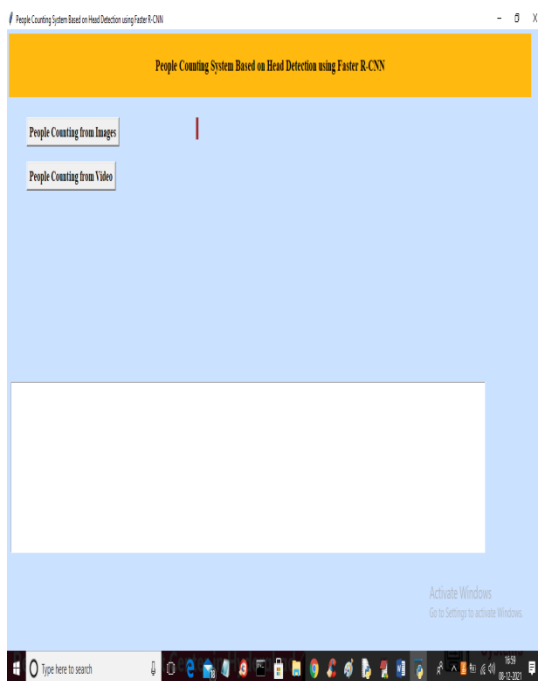 People Counting System Based on Head Detection using Faster R-CNN
People Counting System Based on Head Detection using Faster R-CNN
People Counting from Images
People Counting from Video
Activate Windows
Go to Settings to activate Windows.
Type here to search
16:59
08-12-2021